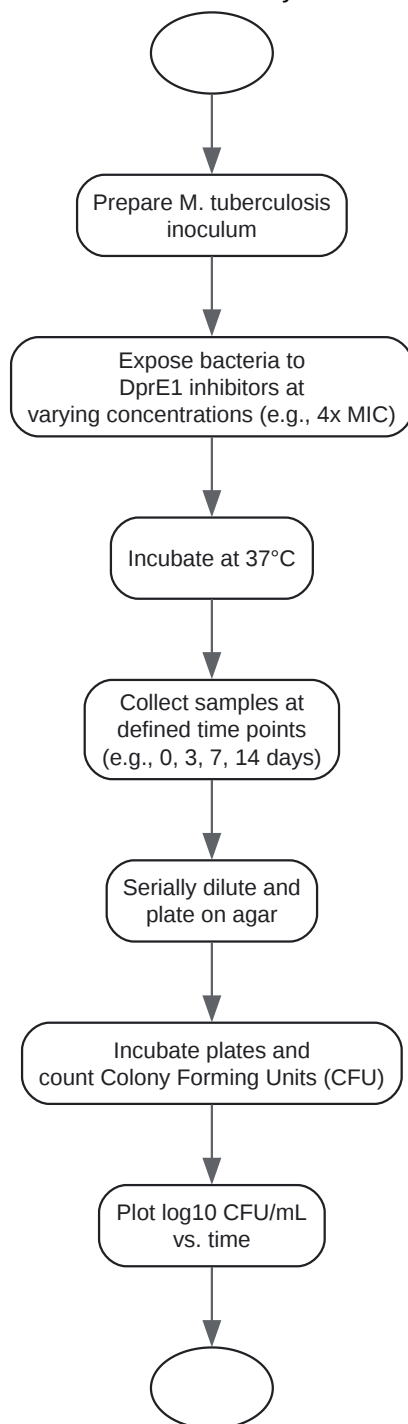 Prepare M. tuberculosis
inoculum
Expose bacteria to
DprE1 inhibitors at
varying concentrations (e.g., 4x MIC)
Incubate at 37°C
Collect samples at
defined time points
(e.g., 0, 3, 7, 14 days)
Serially dilute and
plate on agar
Incubate plates and
count Colony Forming Units (CFU)
Plot log10 CFU/mL
vs. time